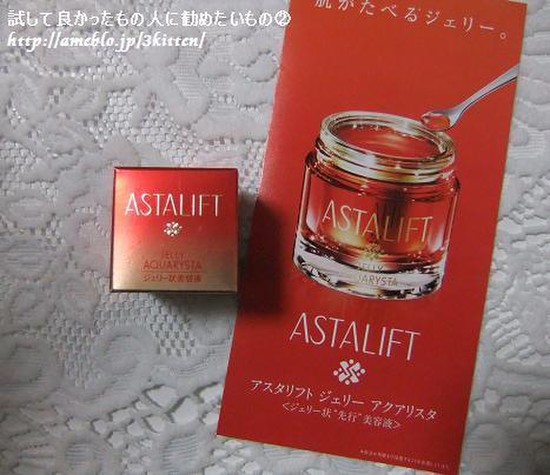 試して良かったもの人に勧めたいもの②
http://ameblo.jp/3kitten/
肌がたべるジェリー。
ASTALIFT
JELLY
AQUARYSTA
ジェリー状美容液
ASTALIFT
JELLY
AQUARYSTA
ASTALIFT
アスタリフト ジェリー アクアリスタ
＜ジェリー状“先行”美容液＞